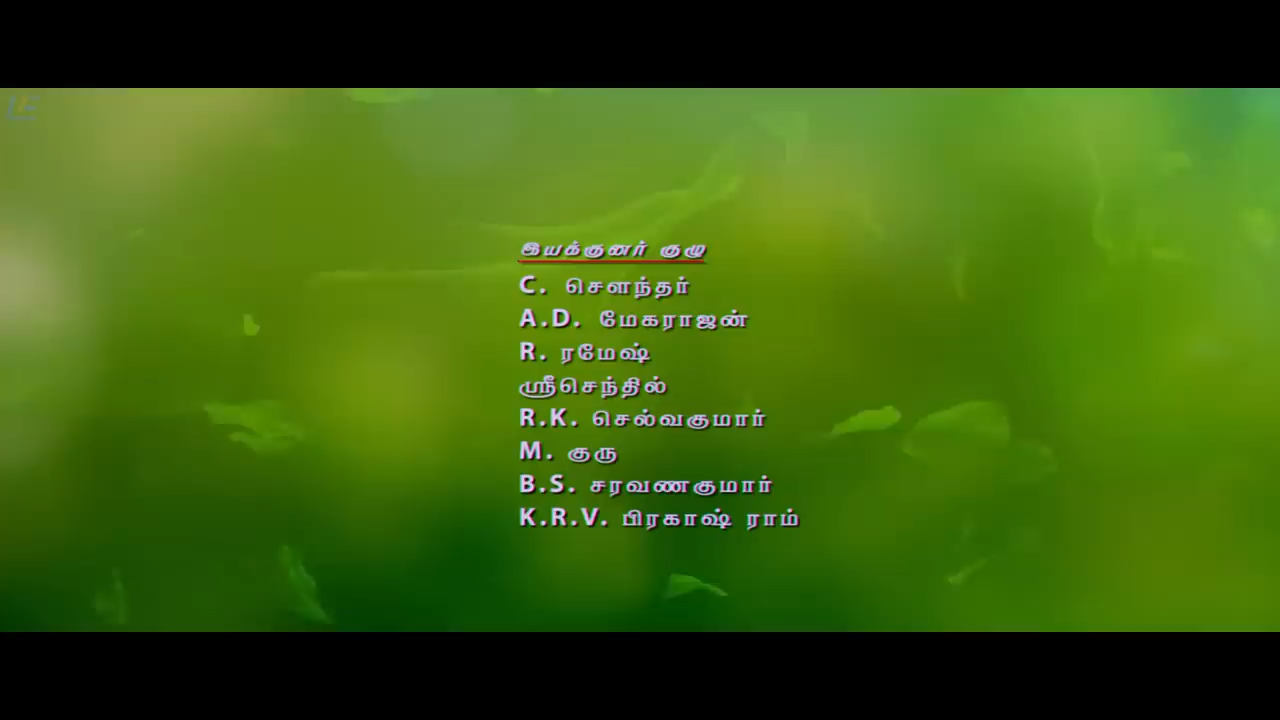 இயக்குனர் குழு
C. சௌந்தர்
A.D. மேகராஜன்
R. ரமேஷ்
ஸ்ரீசெந்தில்
R.K. செல்வகுமார்
M. குரு
B.S. சரவணகுமார்
K.R.V. பிரகாஷ் ராம்